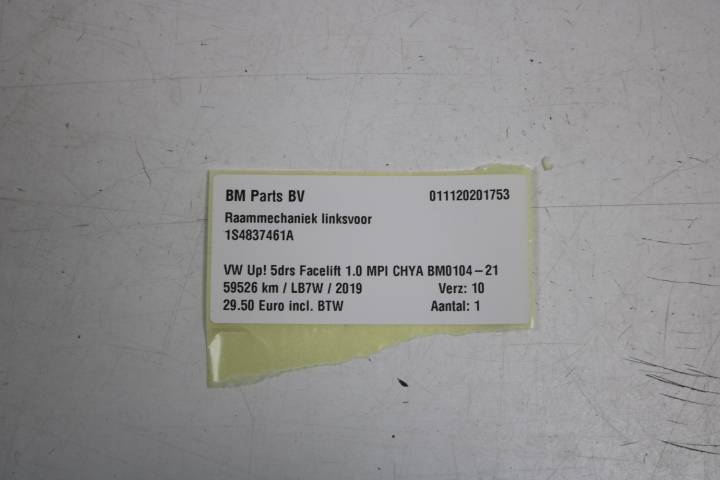 BM Parts BV 011120201753
Raammechaniek linksvoor
1S4837461A
VW Up! 5drs Facelift 1.0 MPI CHYA BM0104-21
59526 km / LB7W / 2019 Verz: 10
29.50 Euro incl. BTW Aantal: 1